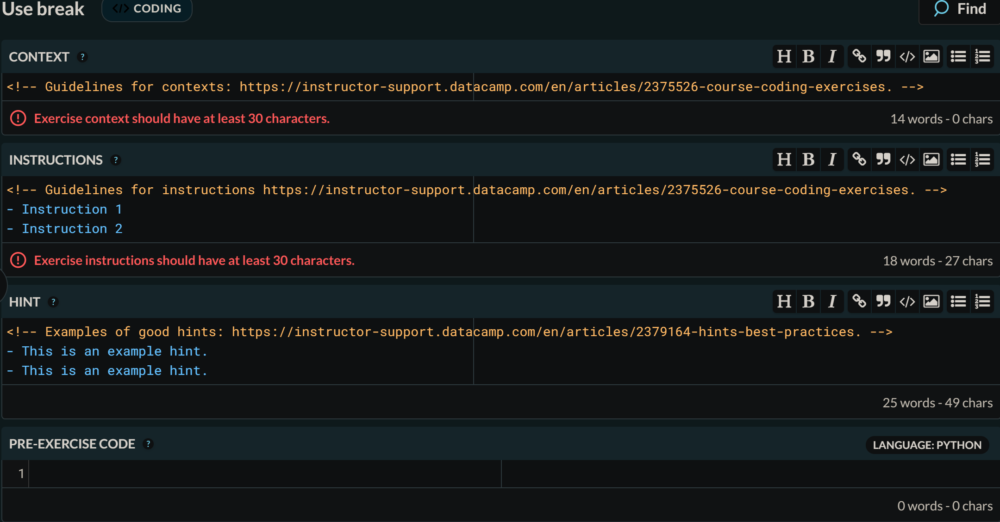 Use break </> CODING Find
CONTEXT ? H B I
<!-- Guidelines for contexts: https://instructor-support.datacamp.com/en/articles/2375526-course-coding-exercises. -->
Exercise context should have at least 30 characters. 14 words - 0 chars
INSTRUCTIONS ? H B I
<!-- Guidelines for instructions https://instructor-support.datacamp.com/en/articles/2375526-course-coding-exercises. -->
- Instruction 1
- Instruction 2
Exercise instructions should have at least 30 characters. 18 words - 27 chars
HINT ? H B I
<!-- Examples of good hints: https://instructor-support.datacamp.com/en/articles/2379164-hints-best-practices. -->
- This is an example hint.
- This is an example hint.
25 words - 49 chars
PRE-EXERCISE CODE ? LANGUAGE: PYTHON
1
0 words - 0 chars